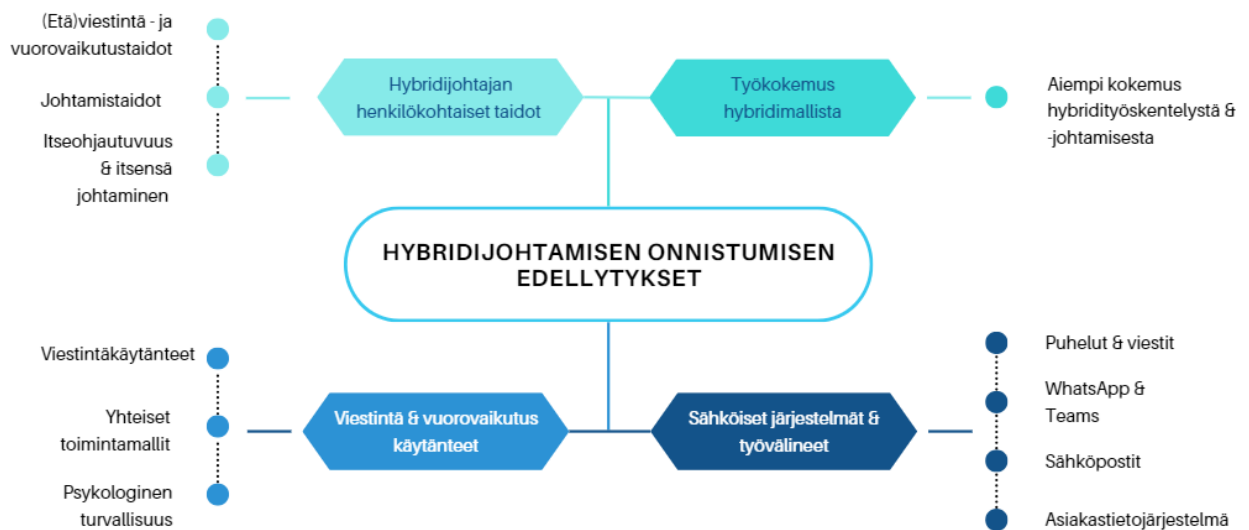 (Etä)viestintä - ja
vuorovaikutustaidot
Johtamistaidot
Itseohjautuvuus
& itsensä
johtaminen
Hybridijohtajan
henkilökohtaiset taidot
Työkokemus
hybridimallista
Aiempi kokemus
hybridityöskentelystä &
-johtamisesta
HYBRIDIJOHTAMISEN ONNISTUMISEN
EDELLYTYKSET
Viestintäkäytänteet
Yhteiset
toimintamallit
Psykologinen
turvallisuus
Viestintä & vuorovaikutus
käytänteet
Sähköiset järjestelmät &
työvälineet
Puhelut & viestit
WhatsApp &
Teams
Sähköpostit
Asiakastietojärjestelmä